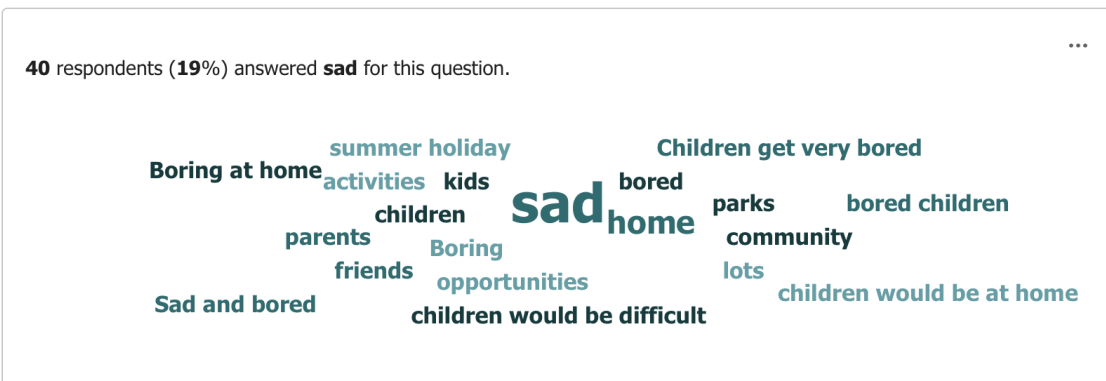 40 respondents (19%) answered sad for this question.
summer holiday
Children get very bored
Boring at home
activities
kids
sad
bored
children
home
parks
bored children
parents
Boring
community
friends
opportunities
lots
Sad and bored
children would be difficult
children would be at home